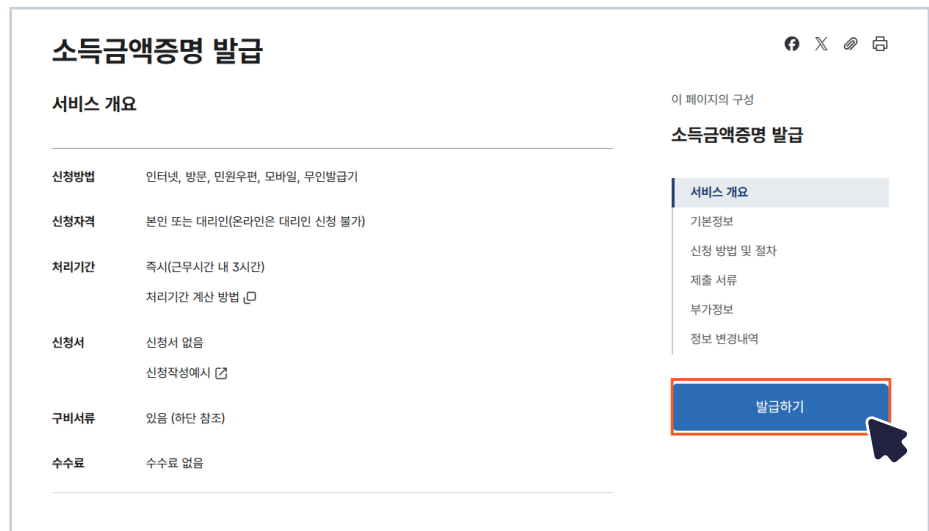 소득금액증명 발급
서비스 개요
신청방법 인터넷, 방문, 민원우편, 모바일, 무인발급기
신청자격 본인 또는 대리인(온라인은 대리인 신청 불가)
처리기간 즉시(근무시간 내 3시간)
처리기간 계산 방법
신청서 신청서 없음
신청작성예시
구비서류 있음 (하단 참조)
수수료 수수료 없음
이 페이지의 구성
소득금액증명 발급
서비스 개요
기본정보
신청 방법 및 절차
제출 서류
부가정보
정보 변경내역
발급하기